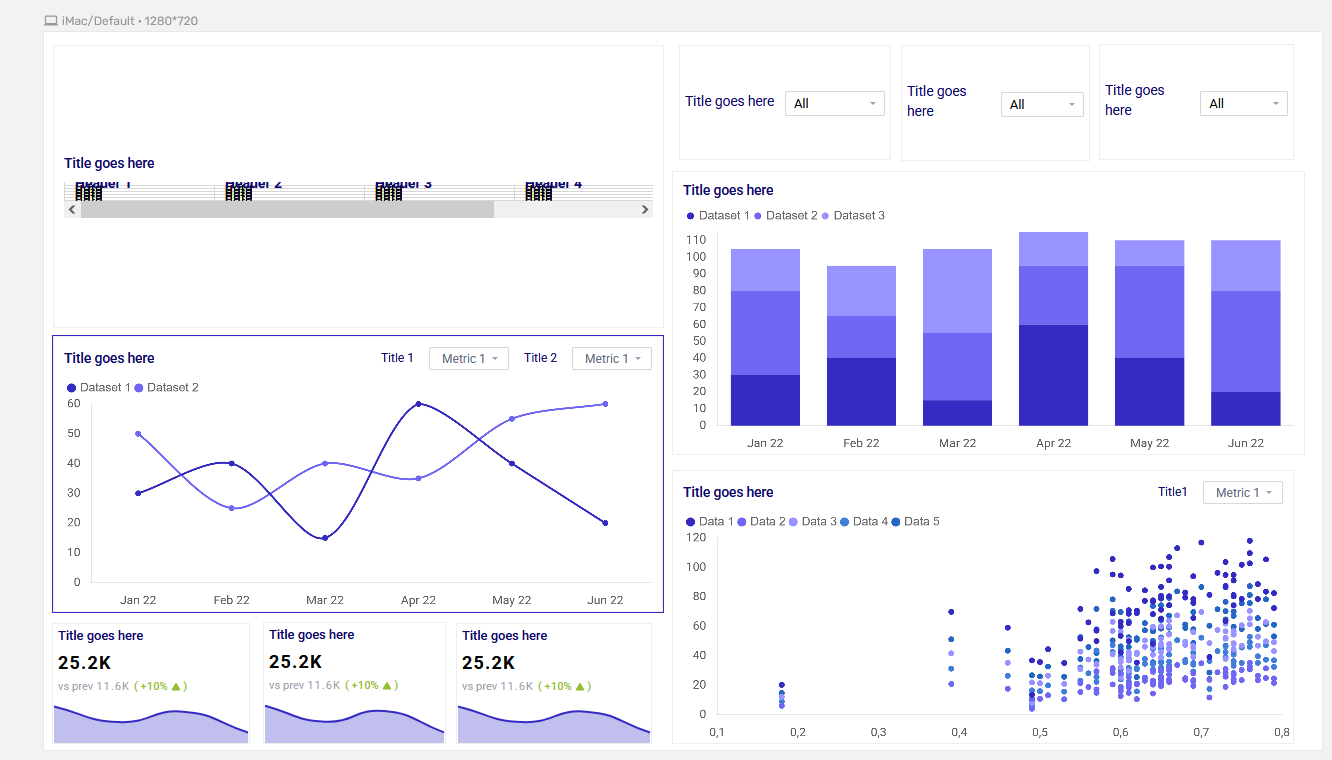 iMac/Default • 1280*720
Title goes here
Header 1 Header 2 Header 3 Header 4
Data Data Data Data
Title goes here All
Title goes
here All
Title goes
here All
Title goes here
Dataset 1 Dataset 2 Dataset 3
110
100
90
80
70
60
50
40
30
20
10
0
Jan 22 Feb 22 Mar 22 Apr 22 May 22 Jun 22
Title goes here Title 1 Metric 1 Title 2 Metric 1
Dataset 1 Dataset 2
60
50
40
30
20
10
0
Jan 22 Feb 22 Mar 22 Apr 22 May 22 Jun 22
Title goes here
25.2K
vs prev 11.6K (+10% ▲)
Title goes here
25.2K
vs prev 11.6K (+10% ▲)
Title goes here
25.2K
vs prev 11.6K (+10% ▲)
Title goes here Title1 Metric 1
Data 1 Data 2 Data 3 Data 4 Data 5
120
100
80
60
40
20
0
0,1 0,2 0,3 0,4 0,5 0,6 0,7 0,8